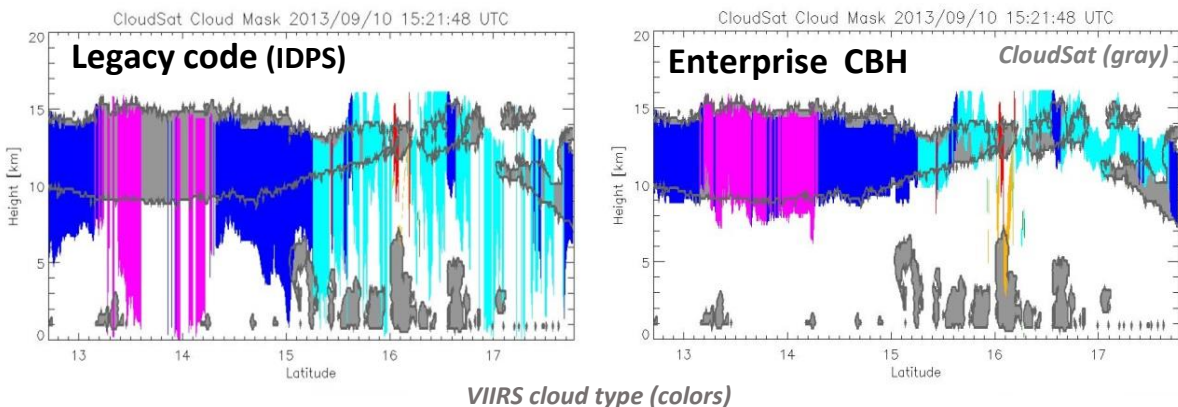 CloudSat Cloud Mask 2013/09/10 15:21:48 UTC
Legacy code (IDPS)
20
15
10
5
0
Height [km]
13 14 15 16 17
Latitude
CloudSat Cloud Mask 2013/09/10 15:21:48 UTC
Enterprise CBH
CloudSat (gray)
20
15
10
5
0
Height [km]
13 14 15 16 17
Latitude
VIIRS cloud type (colors)